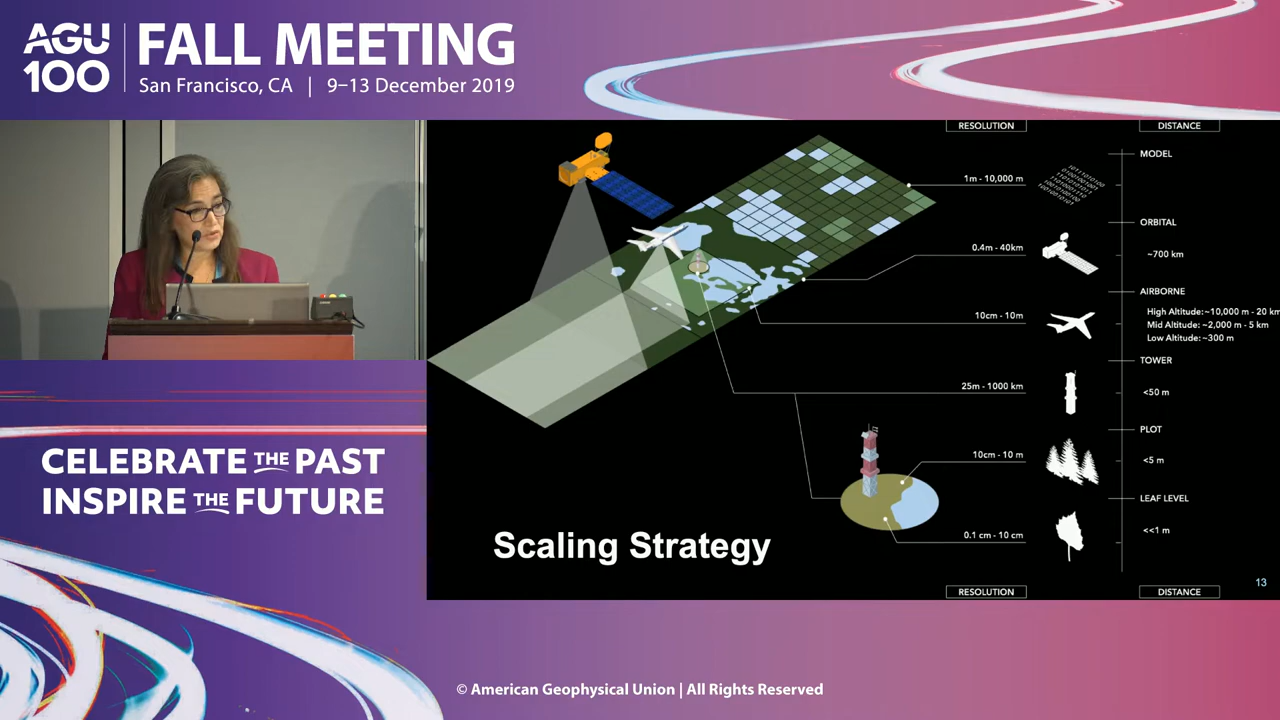 AGU
100
FALL MEETING
San Francisco, CA | 9–13 December 2019
CELEBRATE THE PAST
INSPIRE THE FUTURE
RESOLUTION
DISTANCE
1m - 10,000 m
MODEL
0.4m - 40km
ORBITAL
~700 km
10cm - 10m
AIRBORNE
High Altitude: ~10,000 m - 20 km
Mid Altitude: ~2,000 m - 5 km
Low Altitude: ~300 m
25m - 1000 km
TOWER
<50 m
10cm - 10 m
PLOT
<5 m
0.1 cm - 10 cm
LEAF LEVEL
<<1 m
Scaling Strategy
13
RESOLUTION
DISTANCE
© American Geophysical Union | All Rights Reserved